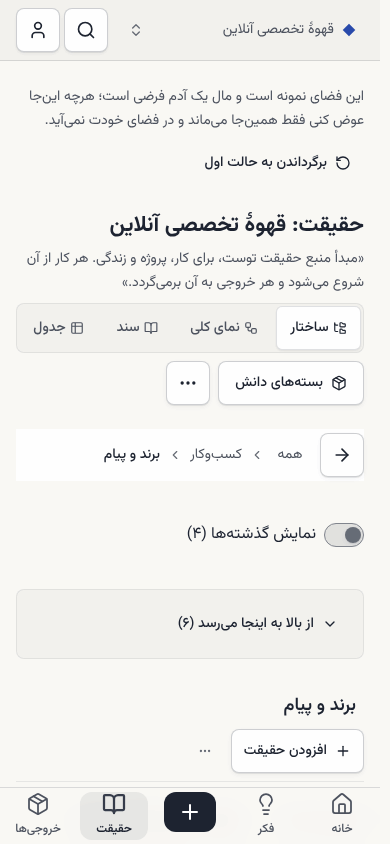 قهوهٔ تخصصی آنلاین
این فضای نمونه است و مال یک آدم فرضی است؛ هرچه این‌جا
عوض کنی فقط همین‌جا می‌ماند و در فضای خودت نمی‌آید.
برگرداندن به حالت اول
حقیقت: قهوهٔ تخصصی آنلاین
«مبدأ منبع حقیقت توست، برای کار، پروژه و زندگی. هر کار از آن
شروع می‌شود و هر خروجی به آن برمی‌گردد.»
ساختار نمای کلی سند جدول
بسته‌های دانش
همه کسب‌وکار برند و پیام
نمایش گذشته‌ها (۴)
از بالا به اینجا می‌رسد (۶)
برند و پیام
افزودن حقیقت
خانه فکر حقیقت خروجی‌ها